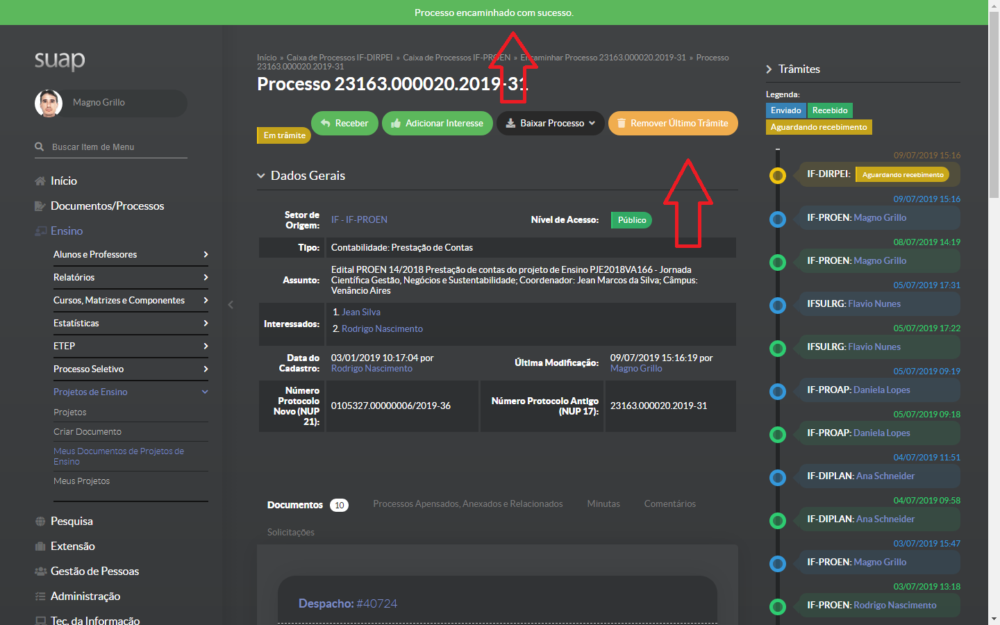 Processo encaminhado com sucesso.
suap
Magno Grillo
Buscar Item de Menu
Início
Documentos/Processos
Ensino
Alunos e Professores
Relatórios
Cursos, Matrizes e Componentes
Estatísticas
ETEP
Processo Seletivo
Projetos de Ensino
Projetos
Criar Documento
Meus Documentos de Projetos de
Ensino
Meus Projetos
Pesquisa
Extensão
Gestão de Pessoas
Administração
Tec. da Informação
Início » Caixa de Processos IF-DIRPEI » Caixa de Processos IF-PROEN » Encaminhar Processo 23163.000020.2019-31 » Processo
23163.000020.2019-31
Processo 23163.000020.2019-31
Em trâmite
Receber
Adicionar Interesse
Baixar Processo
Remover Último Trâmite
Dados Gerais
Setor de
Origem:
IF - IF-PROEN
Nível de Acesso:
Público
Tipo:
Contabilidade: Prestação de Contas
Assunto:
Edital PROEN 14/2018 Prestação de contas do projeto de Ensino PJE2018VA166 - Jornada
Científica Gestão, Negócios e Sustentabilidade; Coordenador: Jean Marcos da Silva; Câmpus:
Venâncio Aires
Interessados:
1. Jean Silva
2. Rodrigo Nascimento
Data do
Cadastro:
03/01/2019 10:17:04 por
Rodrigo Nascimento
Última Modificação:
09/07/2019 15:16:19 por
Magno Grillo
Número
Protocolo
Novo (NUP
21):
0105327.00000006/2019-36
Número Protocolo Antigo
(NUP 17):
23163.000020.2019-31
Documentos 10
Processos Apensados, Anexados e Relacionados
Minutas
Comentários
Solicitações
Despacho: #40724
Trâmites
Legenda:
Enviado
Recebido
Aguardando recebimento
09/07/2019 15:16
IF-DIRPEI: Aguardando recebimento
09/07/2019 15:16
IF-PROEN: Magno Grillo
08/07/2019 14:19
IF-PROEN: Magno Grillo
05/07/2019 17:31
IFSULRG: Flavio Nunes
05/07/2019 17:22
IFSULRG: Flavio Nunes
05/07/2019 09:19
IF-PROAP: Daniela Lopes
05/07/2019 09:18
IF-PROAP: Daniela Lopes
04/07/2019 11:51
IF-DIPLAN: Ana Schneider
04/07/2019 09:58
IF-DIPLAN: Ana Schneider
03/07/2019 15:47
IF-PROEN: Magno Grillo
03/07/2019 13:18
IF-PROEN: Rodrigo Nascimento